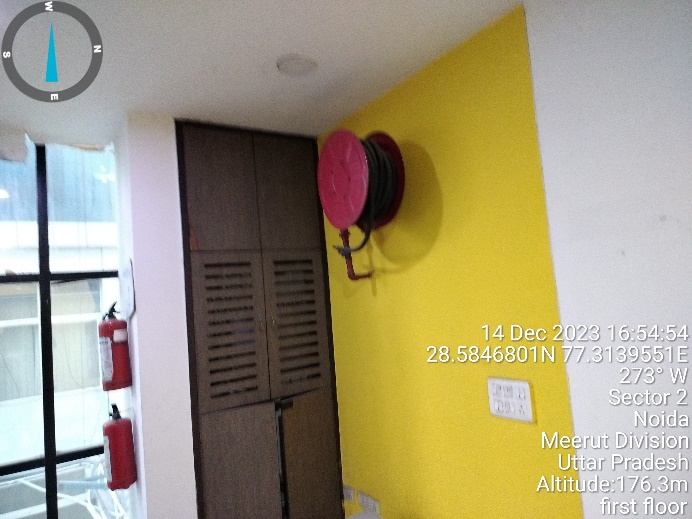 W
N
S
E
14 Dec 2023 16:54:54
28.5846801N 77.3139551E
273° W
Sector 2
Noida
Meerut Division
Uttar Pradesh
Altitude:176.3m
first floor